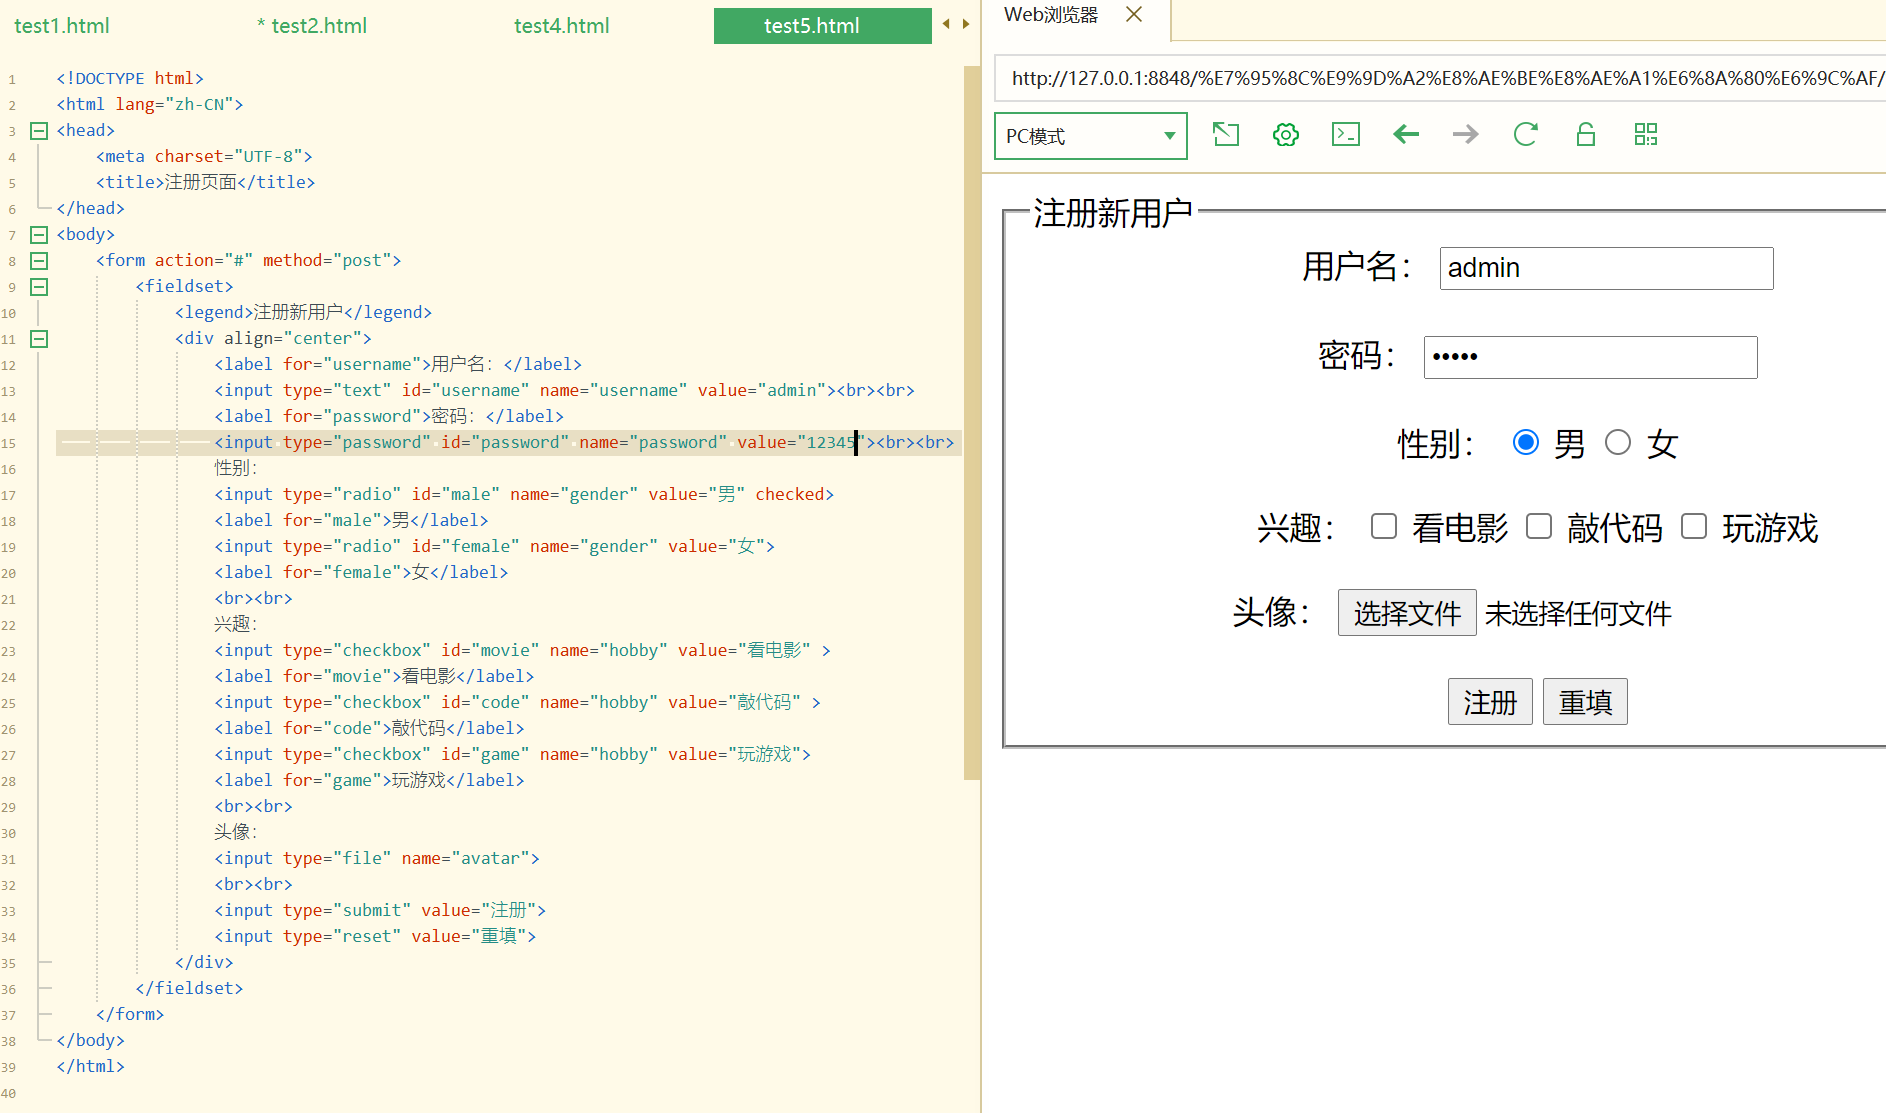 test1.html
* test2.html
test4.html
test5.html
1 <!DOCTYPE html>
2 <html lang="zh-CN">
3 <head>
4 <meta charset="UTF-8">
5 <title>注册页面</title>
6 </head>
7 <body>
8 <form action="#" method="post">
9 <fieldset>
10 <legend>注册新用户</legend>
11 <div align="center">
12 <label for="username">用户名：</label>
13 <input type="text" id="username" name="username" value="admin"><br><br>
14 <label for="password">密码：</label>
15 <input type="password" id="password" name="password" value="12345"><br><br>
16 性别：
17 <input type="radio" id="male" name="gender" value="男" checked>
18 <label for="male">男</label>
19 <input type="radio" id="female" name="gender" value="女">
20 <label for="female">女</label>
21 <br><br>
22 兴趣：
23 <input type="checkbox" id="movie" name="hobby" value="看电影" >
24 <label for="movie">看电影</label>
25 <input type="checkbox" id="code" name="hobby" value="敲代码" >
26 <label for="code">敲代码</label>
27 <input type="checkbox" id="game" name="hobby" value="玩游戏">
28 <label for="game">玩游戏</label>
29 <br><br>
30 头像：
31 <input type="file" name="avatar">
32 <br><br>
33 <input type="submit" value="注册">
34 <input type="reset" value="重填">
35 </div>
36 </fieldset>
37 </form>
38 </body>
39 </html>
40
Web浏览器
http://127.0.0.1:8848/%E7%95%8C%E9%9D%A2%E8%AE%BE%E8%AE%A1%E6%8A%80%E6%9C%AF/
PC模式
注册新用户
用户名： admin
密码： •••••
性别： 男 女
兴趣： 看电影 敲代码 玩游戏
头像： 选择文件 未选择任何文件
注册 重填